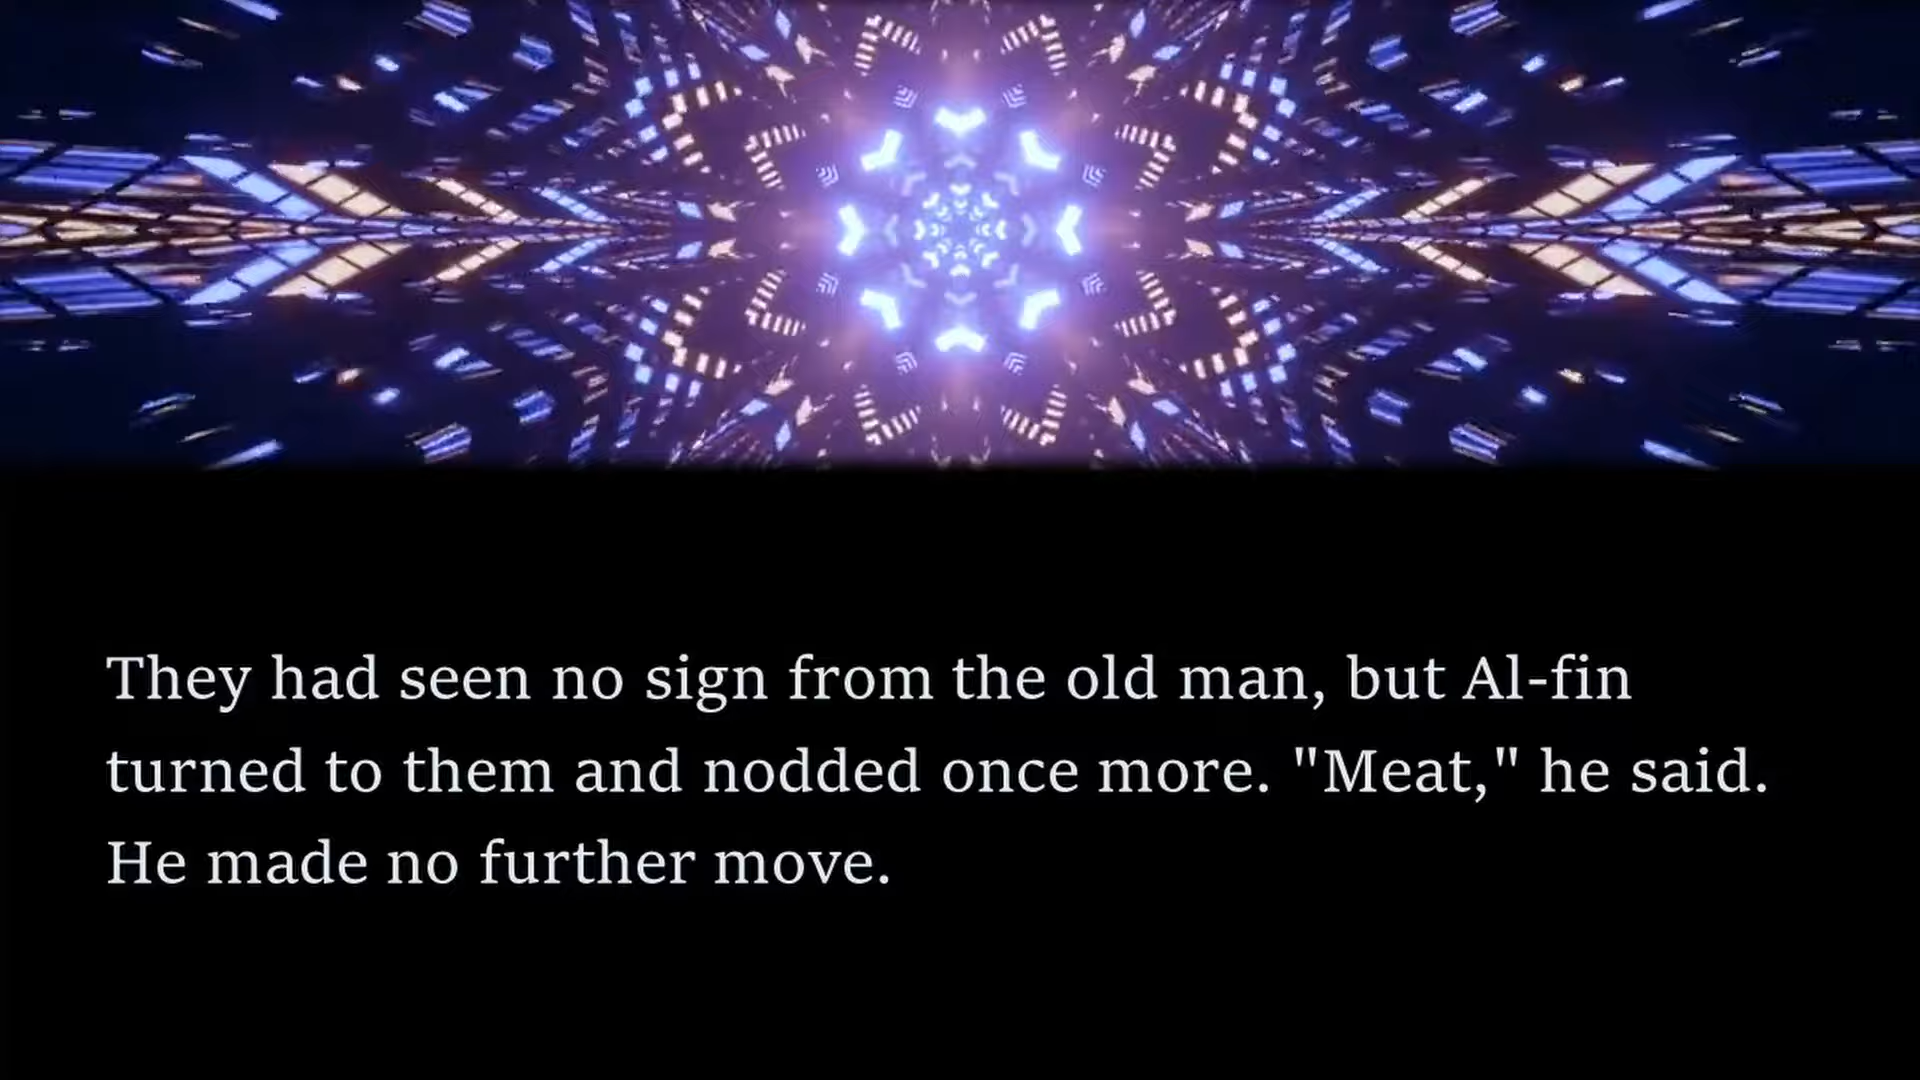 They had seen no sign from the old man, but Al-fin
turned to them and nodded once more. "Meat," he said.
He made no further move.